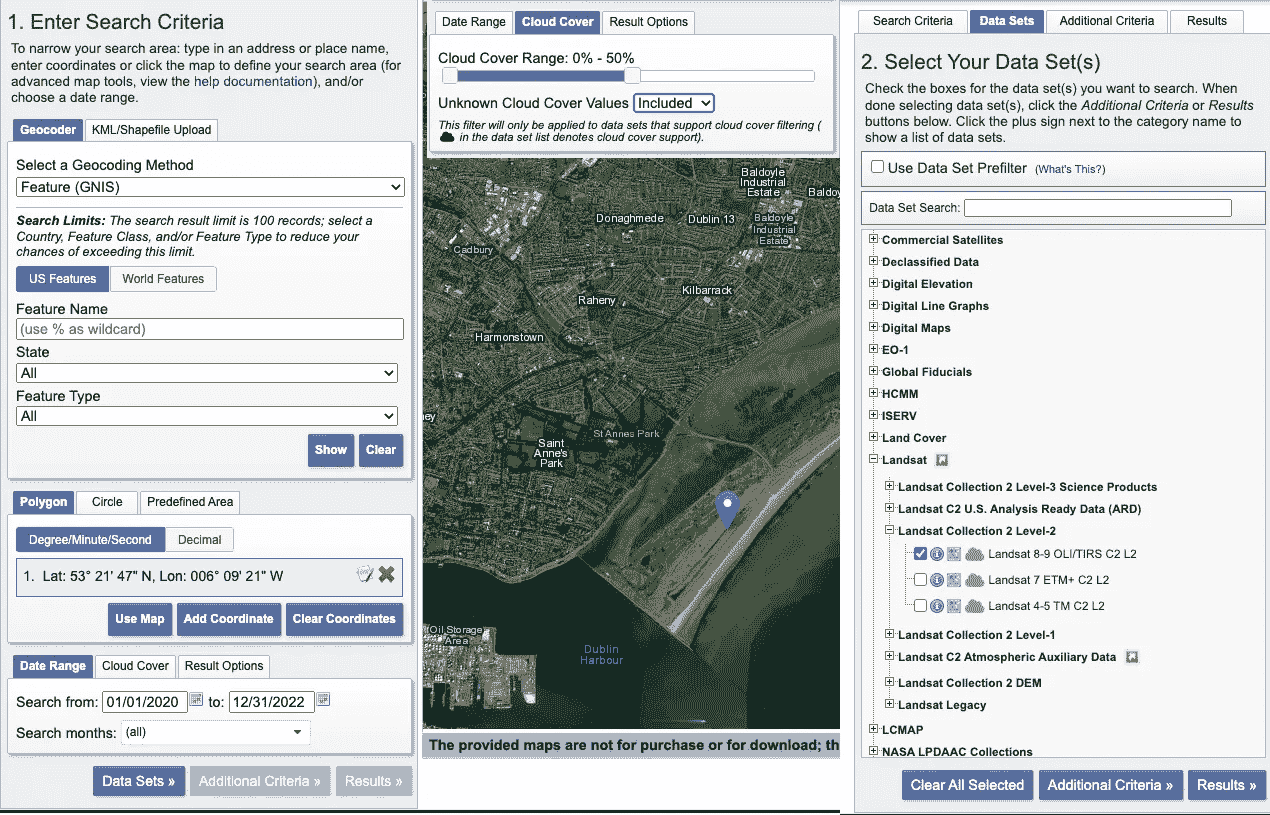 1. Enter Search Criteria
To narrow your search area: type in an address or place name,
enter coordinates or click the map to define your search area (for
advanced map tools, view the help documentation), and/or
choose a date range.
Geocoder
KML/Shapefile Upload
Select a Geocoding Method
Feature (GNIS)
Search Limits: The search result limit is 100 records; select a
Country, Feature Class, and/or Feature Type to reduce your
chances of exceeding this limit.
US Features
World Features
Feature Name
(use % as wildcard)
State
All
Feature Type
All
Show
Clear
Polygon
Circle
Predefined Area
Degree/Minute/Second
Decimal
1. Lat: 53° 21' 47" N, Lon: 006° 09' 21" W
Use Map
Add Coordinate
Clear Coordinates
Date Range
Cloud Cover
Result Options
Search from: 01/01/2020 to: 12/31/2022
Search months: (all)
Data Sets »
Additional Criteria »
Results »
Date Range
Cloud Cover
Result Options
Cloud Cover Range: 0% - 50%
Unknown Cloud Cover Values Included
This filter will only be applied to data sets that support cloud cover filtering (
in the data set list denotes cloud cover support).
Baldoyle
Industrial
Estate
Baldoy
Donaghmede
Dublin 13
Baldoyle
Industrial
Estate
Cadbury
Kilbarrack
Raheny
Harmonstown
ey
St Annes Park
Saint
Anne's
Park
Oil Storage
Area
Dublin
Harbour
The provided maps are not for purchase or for download; th
Search Criteria
Data Sets
Additional Criteria
Results
2. Select Your Data Set(s)
Check the boxes for the data set(s) you want to search. When
done selecting data set(s), click the Additional Criteria or Results
buttons below. Click the plus sign next to the category name to
show a list of data sets.
Use Data Set Prefilter (What's This?)
Data Set Search:
Commercial Satellites
Declassified Data
Digital Elevation
Digital Line Graphs
Digital Maps
EO-1
Global Fiducials
HCMM
ISERV
Land Cover
Landsat
Landsat Collection 2 Level-3 Science Products
Landsat C2 U.S. Analysis Ready Data (ARD)
Landsat Collection 2 Level-2
Landsat 8-9 OLI/TIRS C2 L2
Landsat 7 ETM+ C2 L2
Landsat 4-5 TM C2 L2
Landsat Collection 2 Level-1
Landsat C2 Atmospheric Auxiliary Data
Landsat Collection 2 DEM
Landsat Legacy
LCMAP
NASA LPDAAC Collections
Clear All Selected
Additional Criteria »
Results »